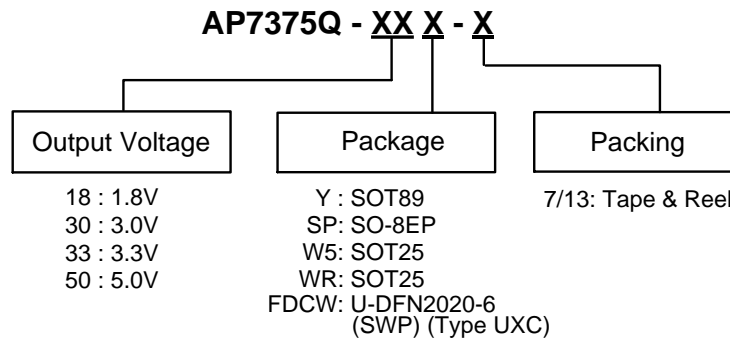 AP7375Q - XX X - X
Output Voltage
18 : 1.8V
30 : 3.0V
33 : 3.3V
50 : 5.0V
Package
Y : SOT89
SP: SO-8EP
W5: SOT25
WR: SOT25
FDCW: U-DFN2020-6
(SWP) (Type UXC)
Packing
7/13: Tape & Reel